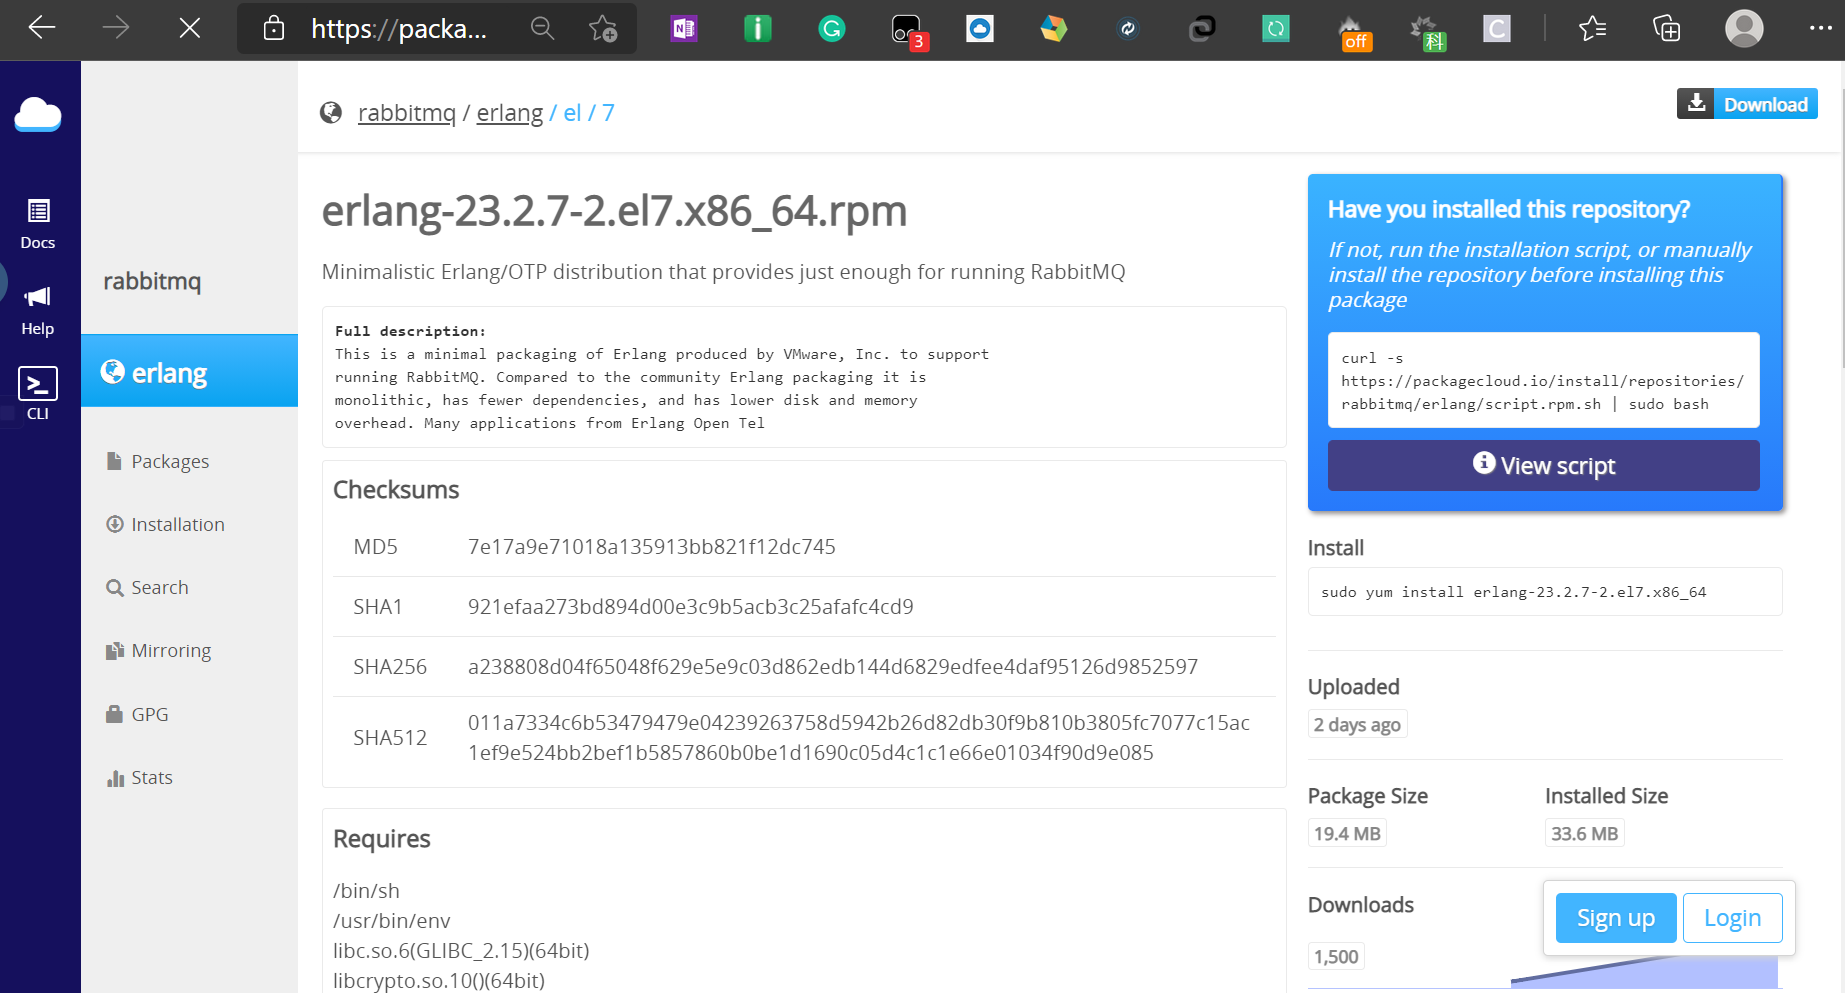 https://packa...
3
off
科
C
Docs
Help
CLI
rabbitmq
erlang
Packages
Installation
Search
Mirroring
GPG
Stats
rabbitmq / erlang / el / 7
Download
erlang-23.2.7-2.el7.x86_64.rpm
Minimalistic Erlang/OTP distribution that provides just enough for running RabbitMQ
Full description:
This is a minimal packaging of Erlang produced by VMware, Inc. to support
running RabbitMQ. Compared to the community Erlang packaging it is
monolithic, has fewer dependencies, and has lower disk and memory
overhead. Many applications from Erlang Open Tel
Checksums
MD5 7e17a9e71018a135913bb821f12dc745
SHA1 921efaa273bd894d00e3c9b5acb3c25afafc4cd9
SHA256 a238808d04f65048f629e5e9c03d862edb144d6829edfee4daf95126d9852597
SHA512 011a7334c6b53479479e04239263758d5942b26d82db30f9b810b3805fc7077c15ac
1ef9e524bb2bef1b5857860b0be1d1690c05d4c1c1e66e01034f90d9e085
Requires
/bin/sh
/usr/bin/env
libc.so.6(GLIBC_2.15)(64bit)
libcrypto.so.10()(64bit)
Have you installed this repository?
If not, run the installation script, or manually
install the repository before installing this
package
curl -s
https://packagecloud.io/install/repositories/
rabbitmq/erlang/script.rpm.sh | sudo bash
View script
Install
sudo yum install erlang-23.2.7-2.el7.x86_64
Uploaded
2 days ago
Package Size
19.4 MB
Installed Size
33.6 MB
Downloads
1,500
Sign up
Login